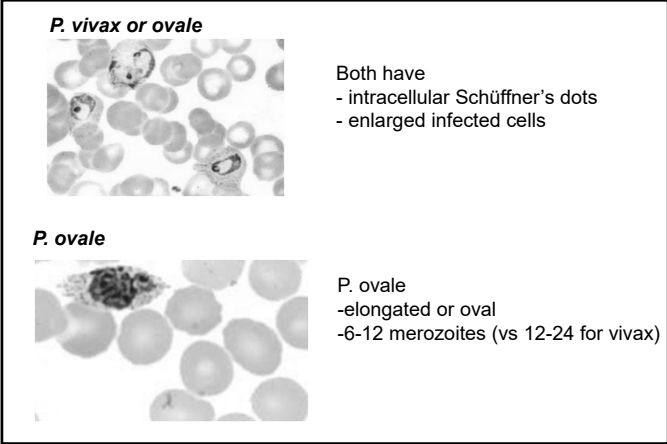 P. vivax or ovale
Both have
- intracellular Schüffner's dots
- enlarged infected cells
P. ovale
P. ovale
-elongated or oval
-6-12 merozoites (vs 12-24 for vivax)